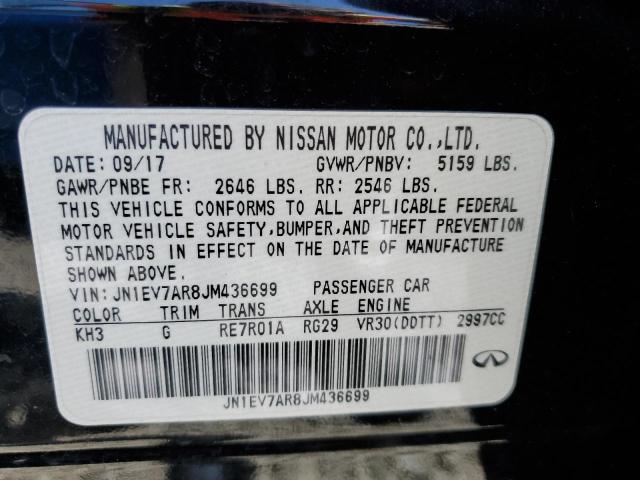 MANUFACTURED BY NISSAN MOTOR CO.,LTD.
DATE: 09/17 GVWR/PNBV: 5159 LBS.
GAWR/PNBE FR: 2646 LBS. RR: 2546 LBS.
THIS VEHICLE CONFORMS TO ALL APPLICABLE FEDERAL
MOTOR VEHICLE SAFETY,BUMPER,AND THEFT PREVENTION
STANDARDS IN EFFECT ON THE DATE OF MANUFACTURE
SHOWN ABOVE.
VIN: JN1EV7AR8JM436699 PASSENGER CAR
COLOR TRIM TRANS AXLE ENGINE
KH3 G RE7R01A RG29 VR30(DDTT) 2997CC
JN1EV7AR8JM436699